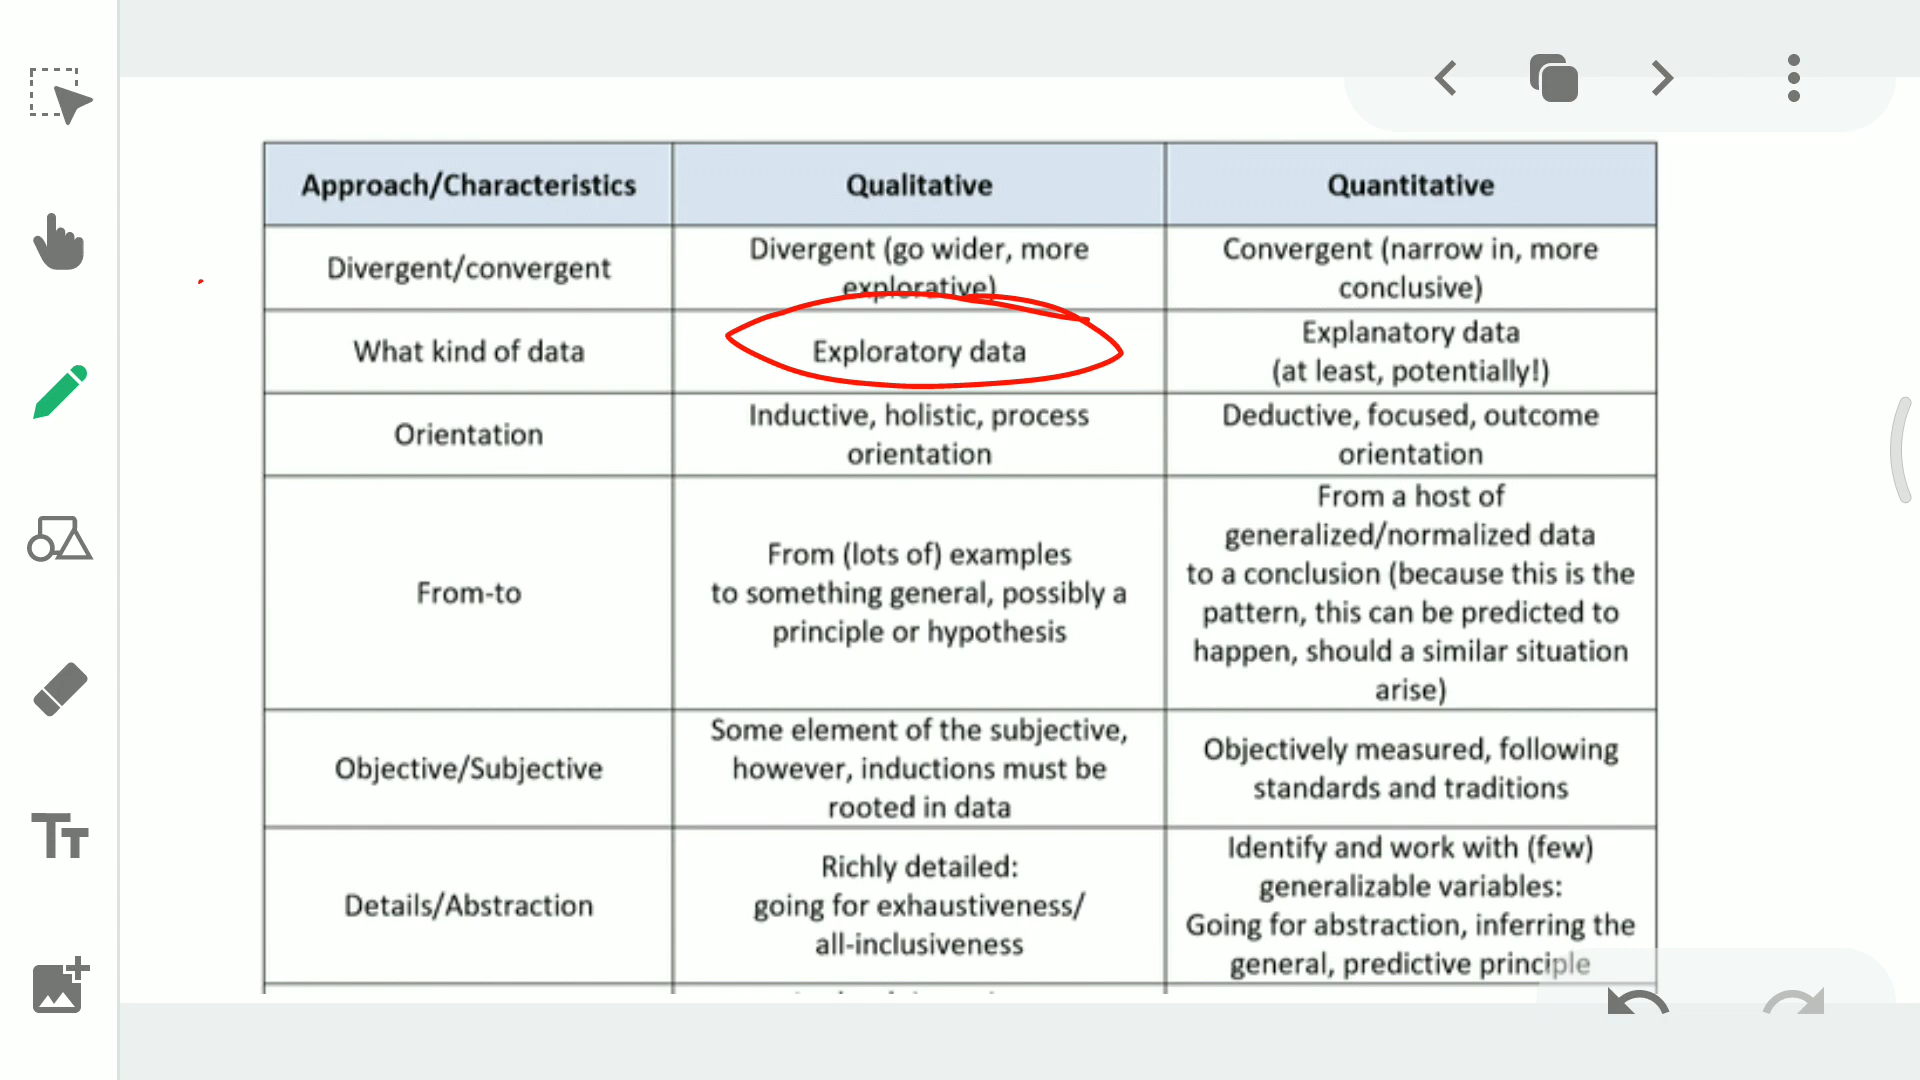 Approach/Characteristics Qualitative Quantitative
Divergent/convergent
Divergent (go wider, more
explorative)
Convergent (narrow in, more
conclusive)
What kind of data
Exploratory data
Explanatory data
(at least, potentially!)
Orientation
Inductive, holistic, process
orientation
Deductive, focused, outcome
orientation
From-to
From (lots of) examples
to something general, possibly a
principle or hypothesis
From a host of
generalized/normalized data
to a conclusion (because this is the
pattern, this can be predicted to
happen, should a similar situation
arise)
Objective/Subjective
Some element of the subjective,
however, inductions must be
rooted in data
Objectively measured, following
standards and traditions
Details/Abstraction
Richly detailed:
going for exhaustiveness/
all-inclusiveness
Identify and work with (few)
generalizable variables:
Going for abstraction, inferring the
general, predictive principle
TT